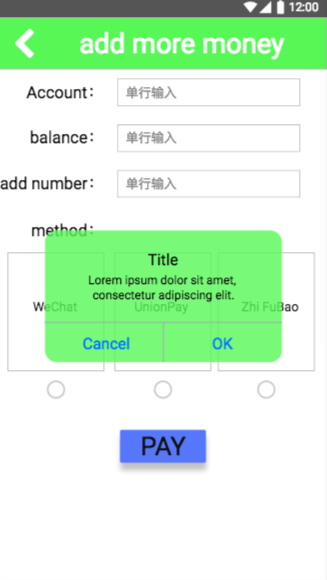 12:00
add more money
Account：
单行输入
balance：
单行输入
add number：
单行输入
method：
Title
Lorem ipsum dolor sit amet,
consectetur adipiscing elit.
WeChat
UnionPay
Zhi FuBao
Cancel
OK
PAY